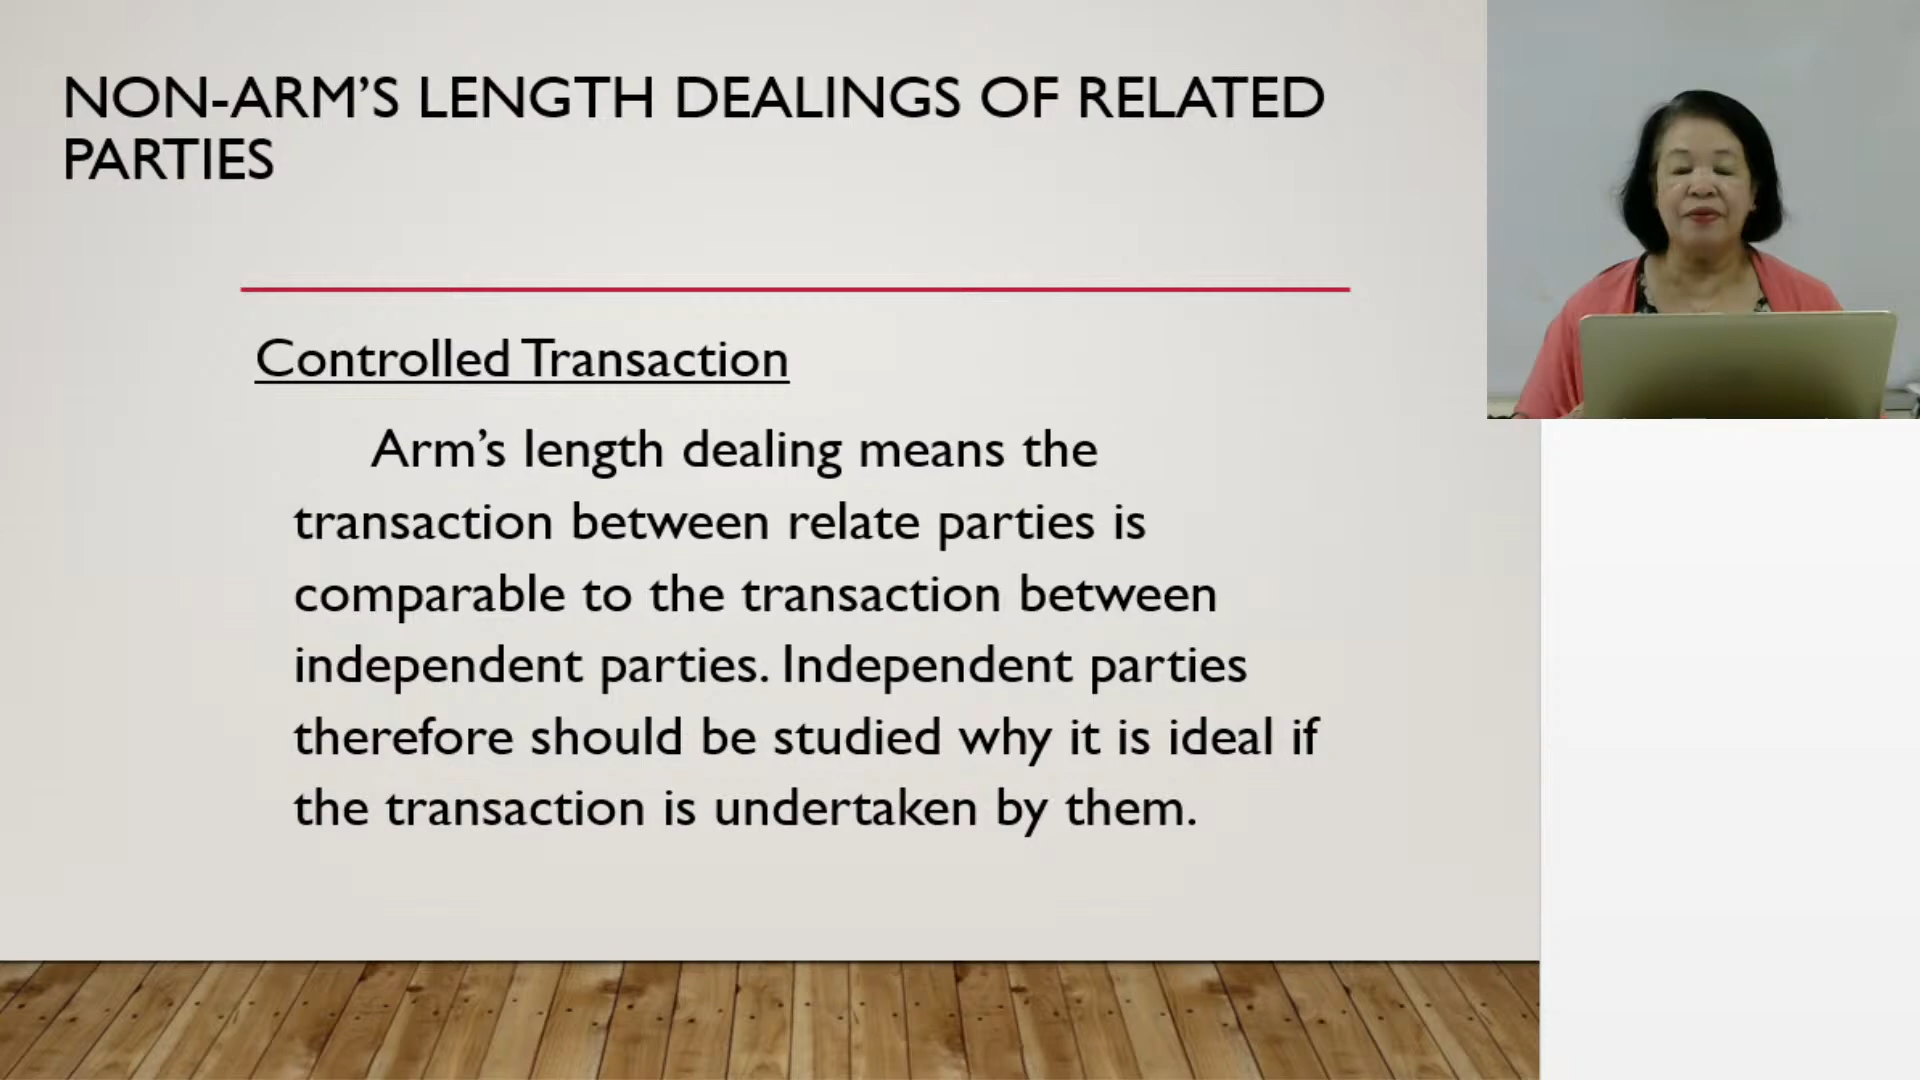 NON-ARM’S LENGTH DEALINGS OF RELATED
PARTIES
Controlled Transaction
Arm’s length dealing means the
transaction between relate parties is
comparable to the transaction between
independent parties. Independent parties
therefore should be studied why it is ideal if
the transaction is undertaken by them.